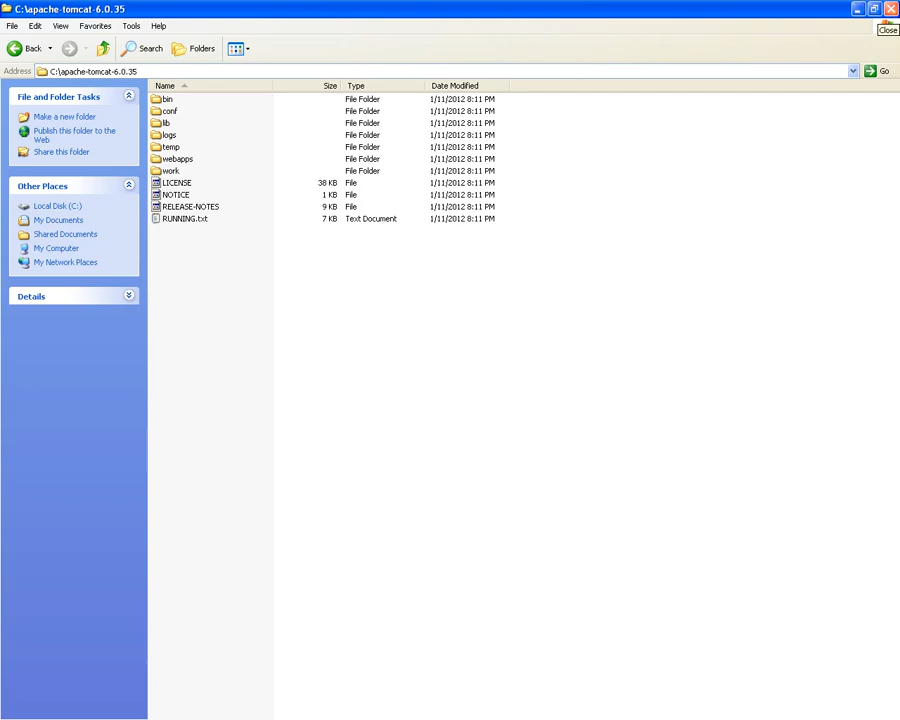 C:\apache-tomcat-6.0.35
File Edit View Favorites Tools Help
Close
Back Search Folders
Address C:\apache-tomcat-6.0.35 Go
File and Folder Tasks
Make a new folder
Publish this folder to the
Web
Share this folder
Other Places
Local Disk (C:)
My Documents
Shared Documents
My Computer
My Network Places
Details
Name Size Type Date Modified
bin File Folder 1/11/2012 8:11 PM
conf File Folder 1/11/2012 8:11 PM
lib File Folder 1/11/2012 8:11 PM
logs File Folder 1/11/2012 8:11 PM
temp File Folder 1/11/2012 8:11 PM
webapps File Folder 1/11/2012 8:11 PM
work File Folder 1/11/2012 8:11 PM
LICENSE 38 KB File 1/11/2012 8:11 PM
NOTICE 1 KB File 1/11/2012 8:11 PM
RELEASE-NOTES 9 KB File 1/11/2012 8:11 PM
RUNNING.txt 7 KB Text Document 1/11/2012 8:11 PM